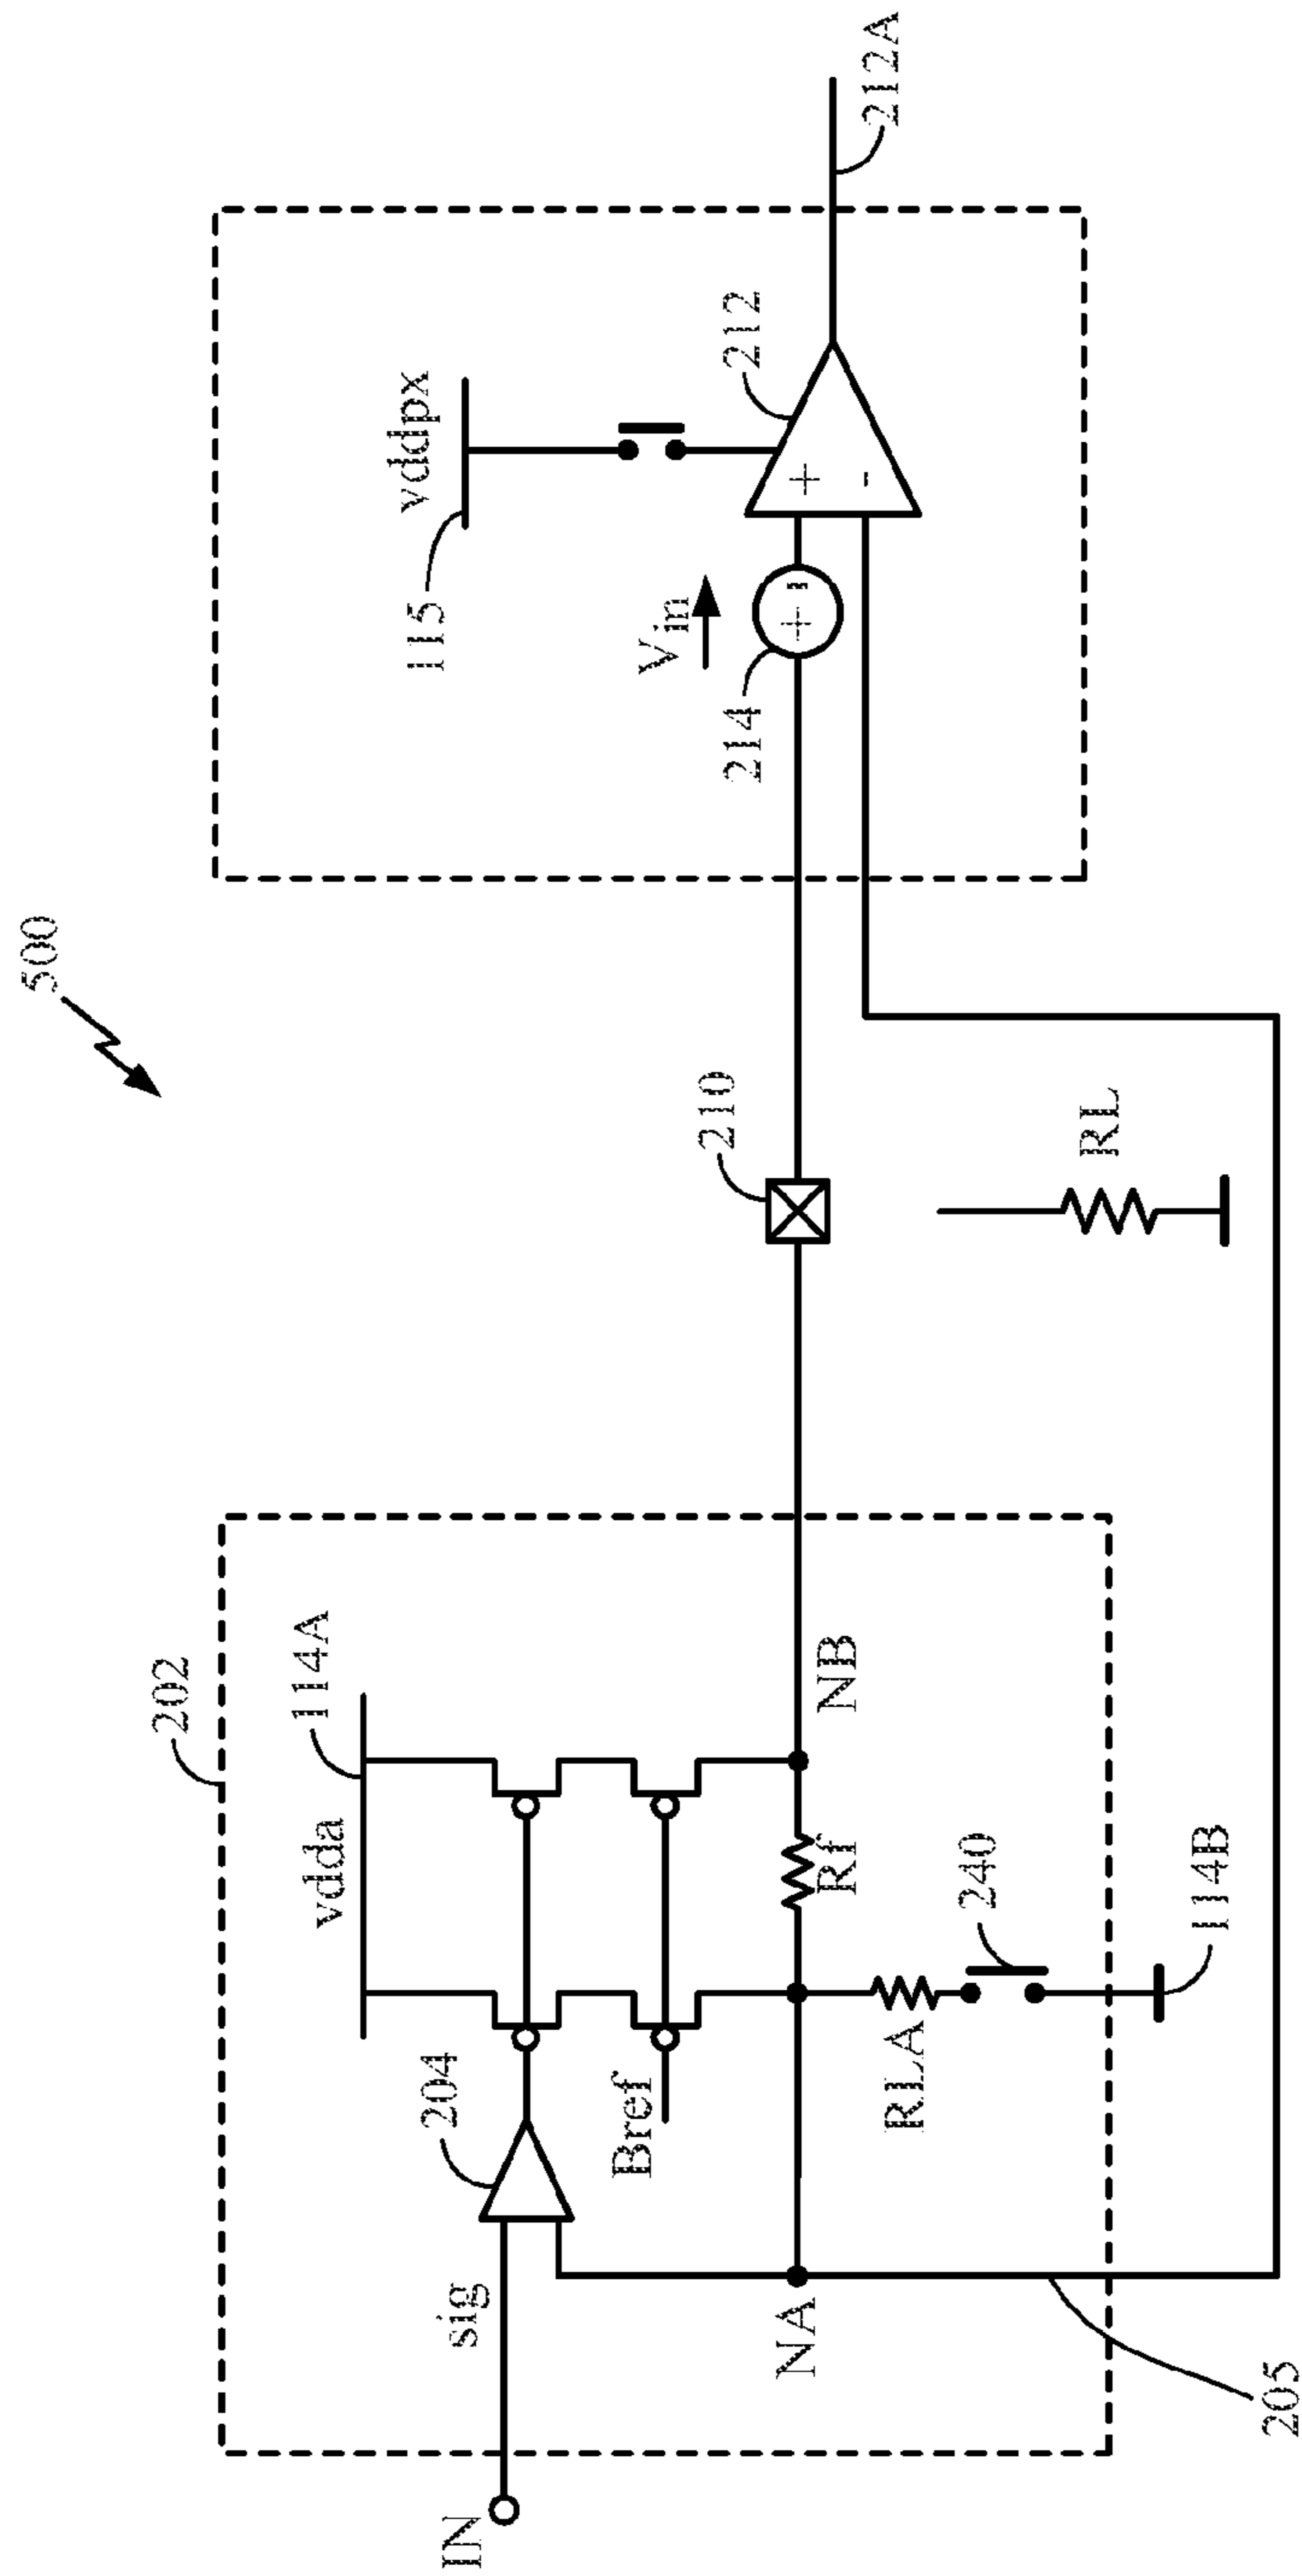 500
202
114A
vdda
204
sig
IN
Bref
NA
NB
Rf
RLA
240
114B
205
210
RL
115
vddpx
Vin
214
212
+ -
+
-
212A